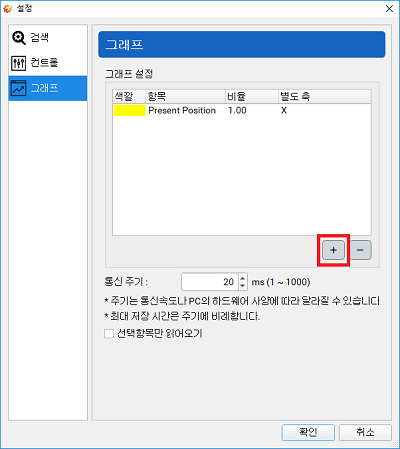 설정
검색
컨트롤
그래프
그래프
그래프 설정
색깔 항목 비율 별도 축
Present Position 1.00 X
+ −
통신 주기 : 20 ms (1 ~ 1000)
* 주기는 통신속도나 PC의 하드웨어 사양에 따라 달라질 수 있습니다
* 최대 저장 시간은 주기에 비례합니다.
선택항목만 읽어오기
확인 취소